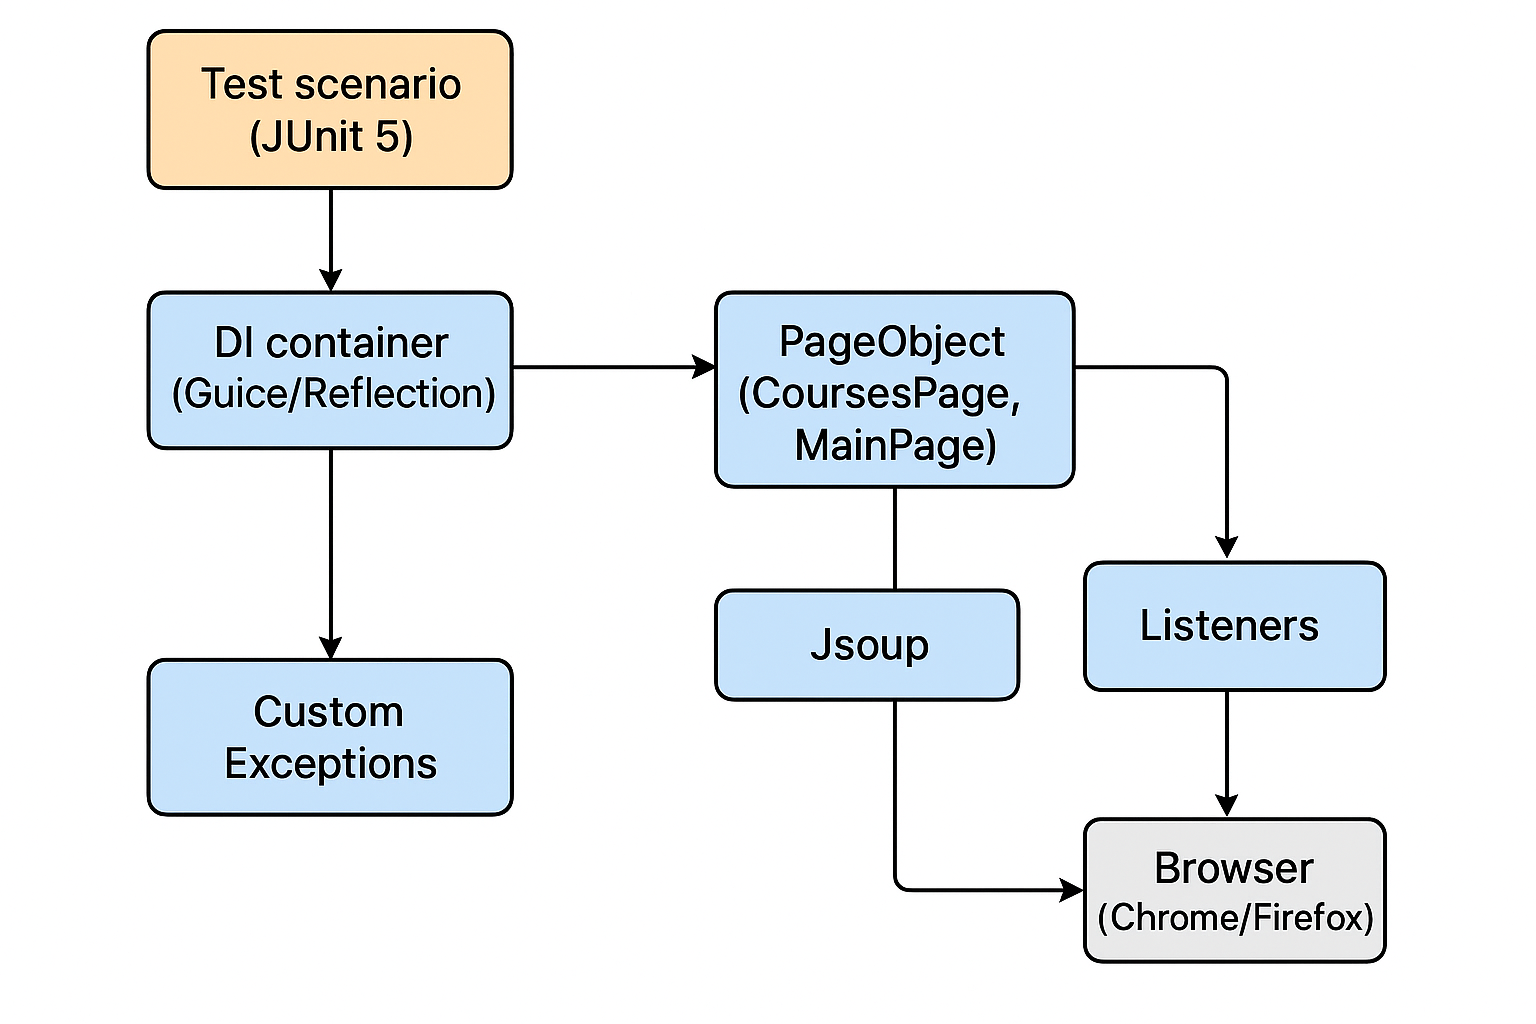 Test scenario
(JUnit 5)
DI container
(Guice/Reflection)
PageObject
(CoursesPage,
MainPage)
Jsoup
Listeners
Custom
Exceptions
Browser
(Chrome/Firefox)